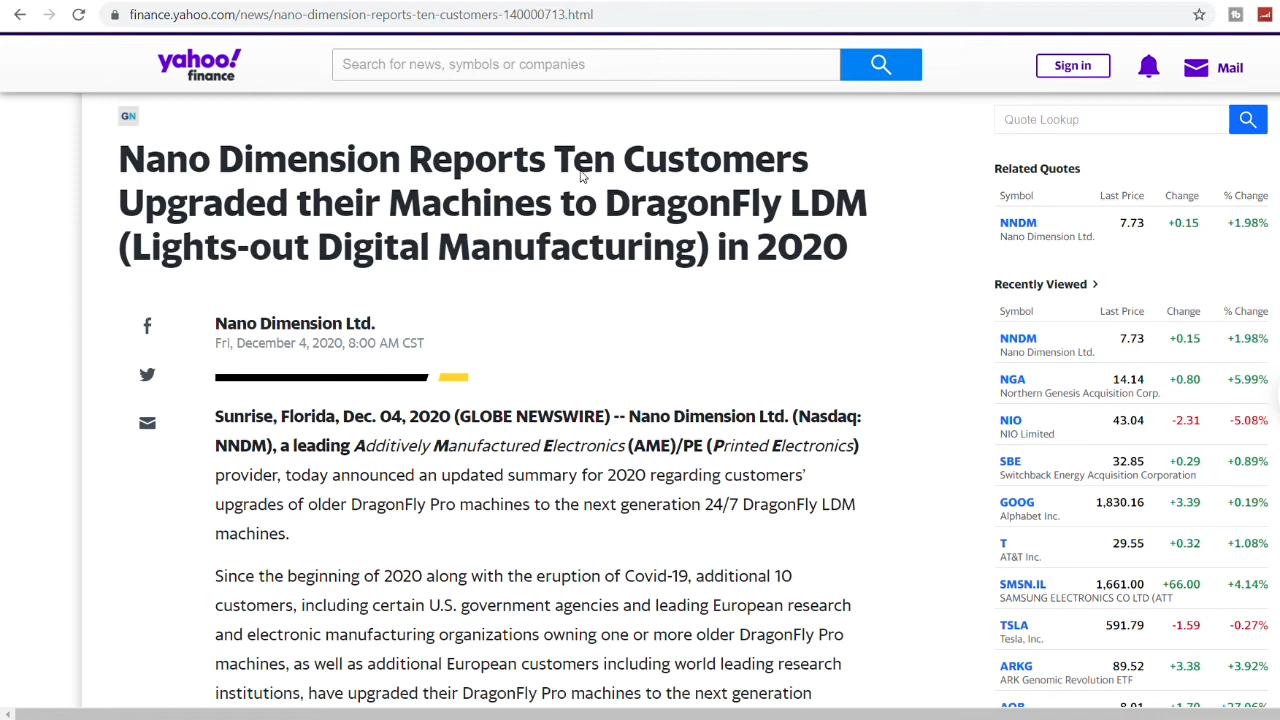 finance.yahoo.com/news/nano-dimension-reports-ten-customers-140000713.html
yahoo!
finance
Search for news, symbols or companies
Sign in
Mail
GN
Nano Dimension Reports Ten Customers
Upgraded their Machines to DragonFly LDM
(Lights-out Digital Manufacturing) in 2020
Nano Dimension Ltd.
Fri, December 4, 2020, 8:00 AM CST
Sunrise, Florida, Dec. 04, 2020 (GLOBE NEWSWIRE) -- Nano Dimension Ltd. (Nasdaq:
NNDM), a leading Additively Manufactured Electronics (AME)/PE (Printed Electronics)
provider, today announced an updated summary for 2020 regarding customers'
upgrades of older DragonFly Pro machines to the next generation 24/7 DragonFly LDM
machines.
Since the beginning of 2020 along with the eruption of Covid-19, additional 10
customers, including certain U.S. government agencies and leading European research
and electronic manufacturing organizations owning one or more older DragonFly Pro
machines, as well as additional European customers including world leading research
institutions, have upgraded their DragonFly Pro machines to the next generation
Quote Lookup
Related Quotes
Symbol Last Price Change % Change
NNDM 7.73 +0.15 +1.98%
Nano Dimension Ltd.
Recently Viewed
Symbol Last Price Change % Change
NNDM 7.73 +0.15 +1.98%
Nano Dimension Ltd.
NGA 14.14 +0.80 +5.99%
Northern Genesis Acquisition Corp.
NIO 43.04 -2.31 -5.08%
NIO Limited
SBE 32.85 +0.29 +0.89%
Switchback Energy Acquisition Corporation
GOOG 1,830.16 +3.39 +0.19%
Alphabet Inc.
T 29.55 +0.32 +1.08%
AT&T Inc.
SMSN.IL 1,661.00 +66.00 +4.14%
SAMSUNG ELECTRONICS CO LTD (ATT
TSLA 591.79 -1.59 -0.27%
Tesla, Inc.
ARKG 89.52 +3.38 +3.92%
ARK Genomic Revolution ETF